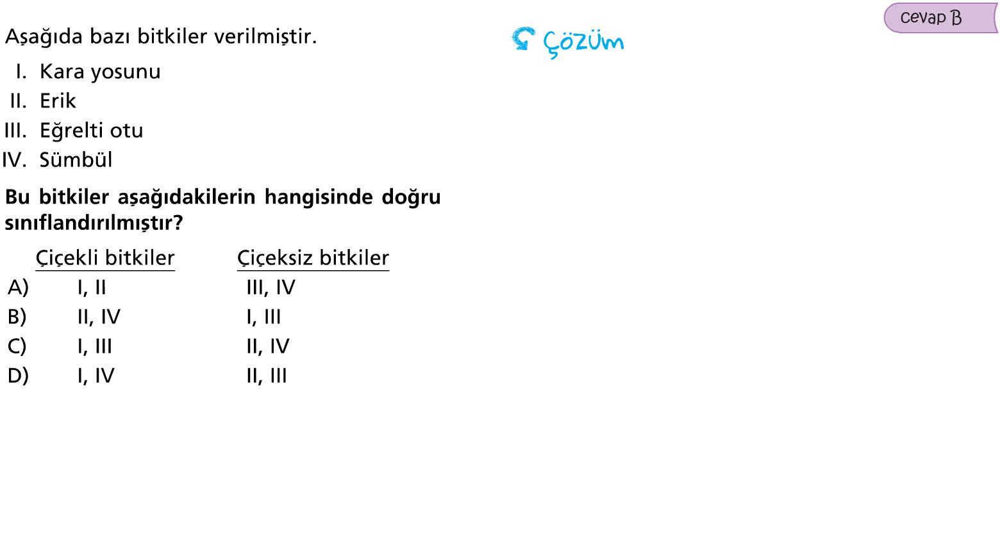 Aşağıda bazı bitkiler verilmiştir.
I. Kara yosunu
II. Erik
III. Eğrelti otu
IV. Sümbül
Bu bitkiler aşağıdakilerin hangisinde doğru
sınıflandırılmıştır?
Çiçekli bitkiler Çiçeksiz bitkiler
A) I, II III, IV
B) II, IV I, III
C) I, III II, IV
D) I, IV II, III
Çözüm
cevap B